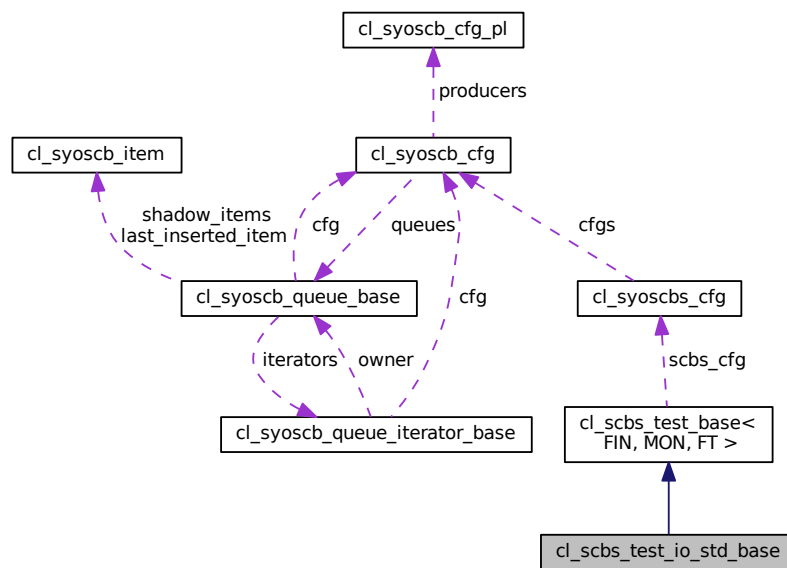 cl_syoscb_cfg_pl
producers
cl_syoscb_item
cl_syoscb_cfg
shadow_items
last_inserted_item
cfg
queues
cfgs
cl_syoscb_queue_base
cfg
cl_syoscbs_cfg
iterators
owner
scbs_cfg
cl_syoscb_queue_iterator_base
cl_scbs_test_base<
FIN, MON, FT >
cl_scbs_test_io_std_base